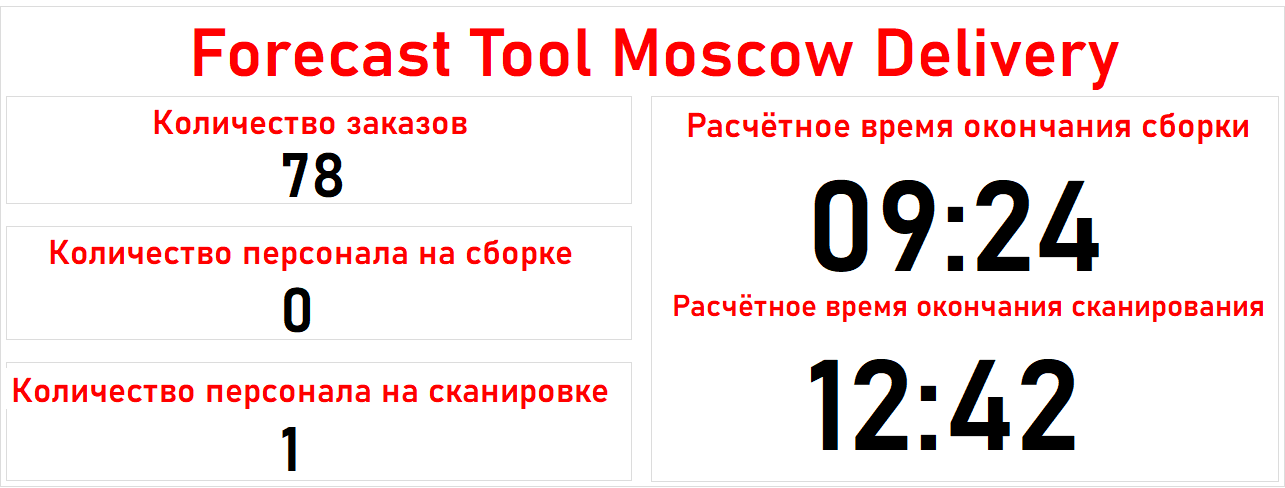 Forecast Tool Moscow Delivery
Количество заказов
78
Количество персонала на сборке
0
Количество персонала на сканировке
1
Расчётное время окончания сборки
09:24
Расчётное время окончания сканирования
12:42